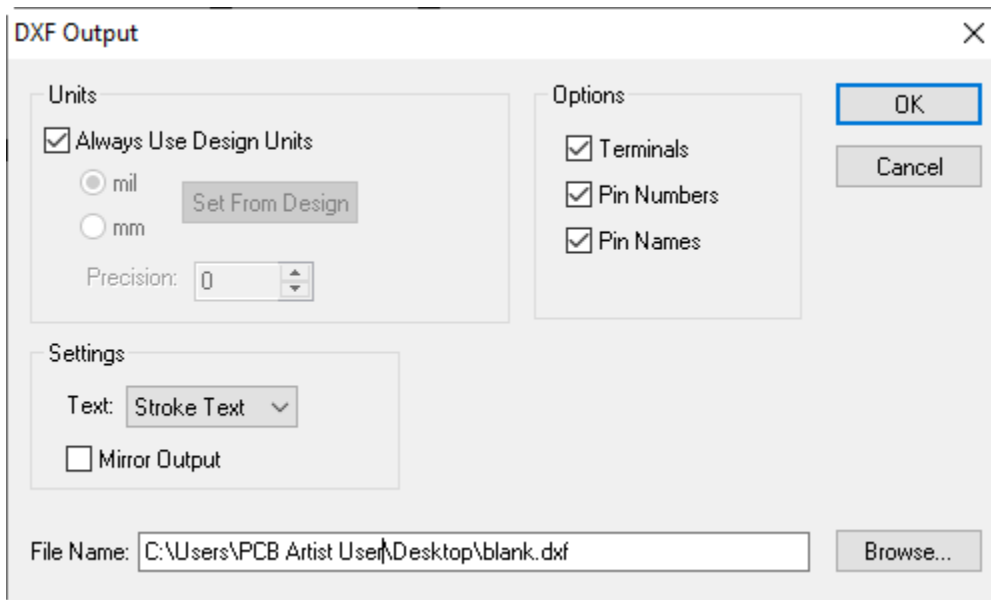 DXF Output
Units
Always Use Design Units
mil
Set From Design
mm
Precision: 0
Options
Terminals
Pin Numbers
Pin Names
OK
Cancel
Settings
Text: Stroke Text
Mirror Output
File Name: C:\Users\PCB Artist User\Desktop\blank.dxf
Browse...